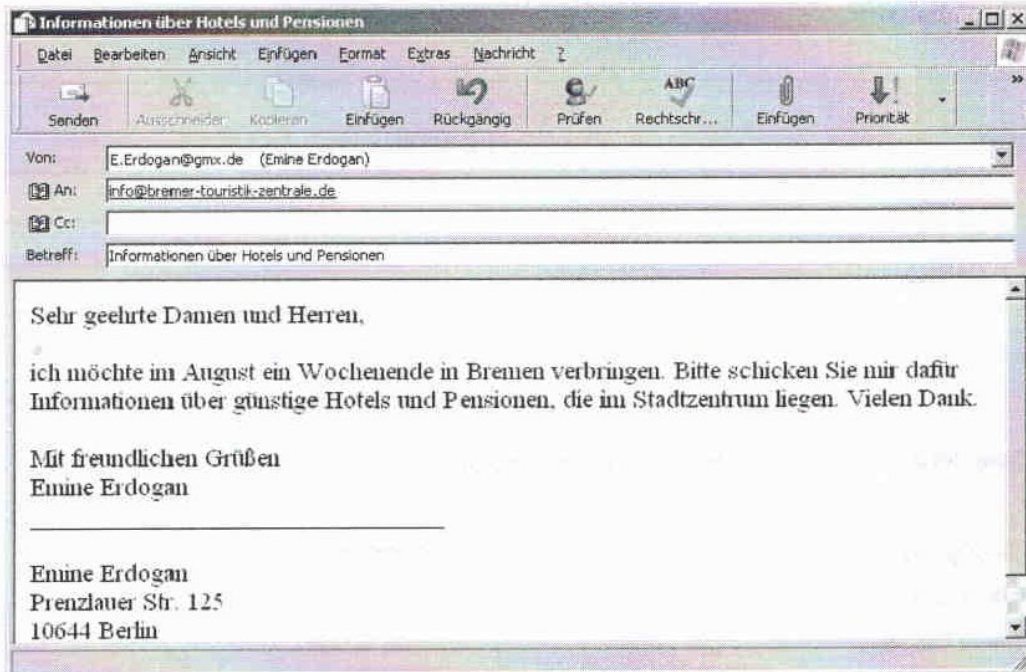 Informationen über Hotels und Pensionen
Datei Bearbeiten Ansicht Einfügen Format Extras Nachricht ?
ABC
Senden Ausschneiden Kopieren Einfügen Rückgängig Prüfen Rechtschr... Einfügen Priorität
Von: E.Erdogan@gmx.de (Emine Erdogan)
An: info@bremer-touristik-zentrale.de
Cc:
Betreff: Informationen über Hotels und Pensionen
Sehr geehrte Damen und Herren,
ich möchte im August ein Wochenende in Bremen verbringen. Bitte schicken Sie mir dafür
Informationen über günstige Hotels und Pensionen, die im Stadtzentrum liegen. Vielen Dank.
Mit freundlichen Grüßen
Emine Erdogan
Emine Erdogan
Prenzlauer Str. 125
10644 Berlin